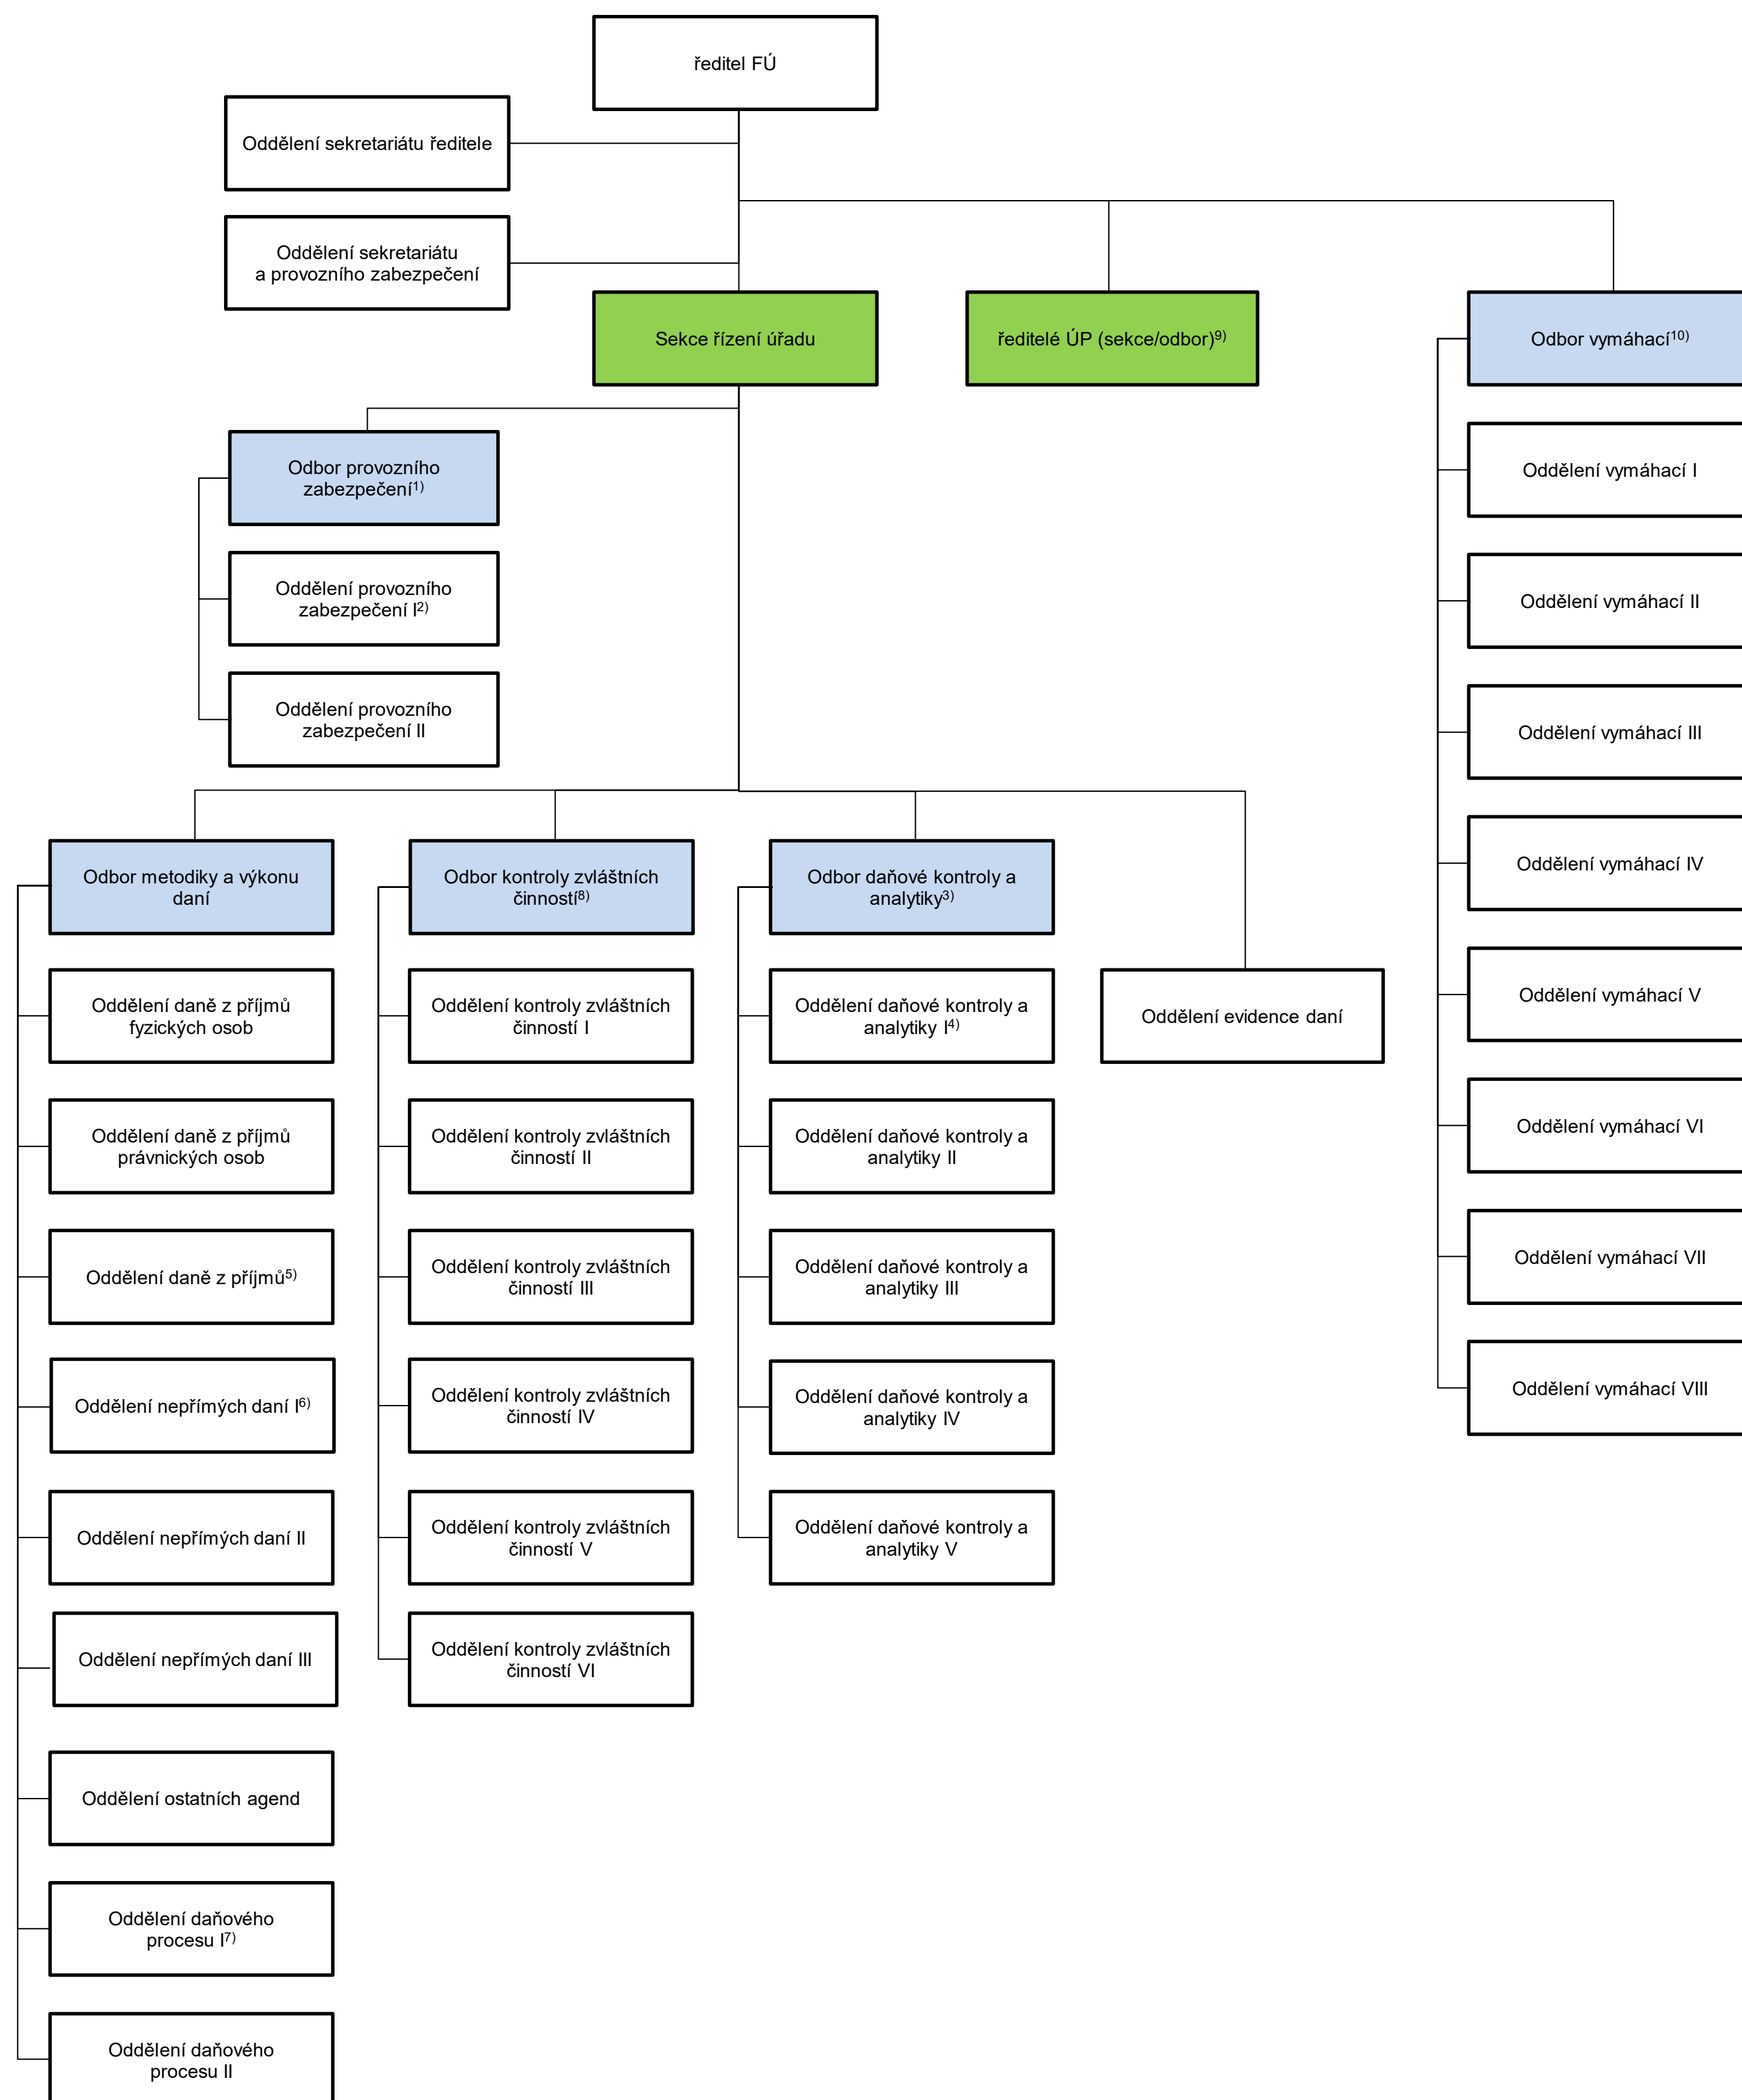 ředitel FÚ
Oddělení sekretariátu ředitele
Oddělení sekretariátu
a provozního zabezpečení
Sekce řízení úřadu
ředitelé ÚP (sekce/odbor)9)
Odbor vymáhací10)
Odbor provozního
zabezpečení1)
Oddělení provozního
zabezpečení I2)
Oddělení provozního
zabezpečení II
Oddělení vymáhací I
Oddělení vymáhací II
Oddělení vymáhací III
Oddělení vymáhací IV
Oddělení vymáhací V
Oddělení vymáhací VI
Oddělení vymáhací VII
Oddělení vymáhací VIII
Odbor metodiky a výkonu
daní
Oddělení daně z příjmů
fyzických osob
Oddělení daně z příjmů
právnických osob
Oddělení daně z příjmů5)
Oddělení nepřímých daní I6)
Oddělení nepřímých daní II
Oddělení nepřímých daní III
Oddělení ostatních agend
Oddělení daňového
procesu I7)
Oddělení daňového
procesu II
Odbor kontroly zvláštních
činností8)
Oddělení kontroly zvláštních
činností I
Oddělení kontroly zvláštních
činností II
Oddělení kontroly zvláštních
činností III
Oddělení kontroly zvláštních
činností IV
Oddělení kontroly zvláštních
činností V
Oddělení kontroly zvláštních
činností VI
Odbor daňové kontroly a
analytiky3)
Oddělení daňové kontroly a
analytiky I4)
Oddělení daňové kontroly a
analytiky II
Oddělení daňové kontroly a
analytiky III
Oddělení daňové kontroly a
analytiky IV
Oddělení daňové kontroly a
analytiky V
Oddělení evidence daní